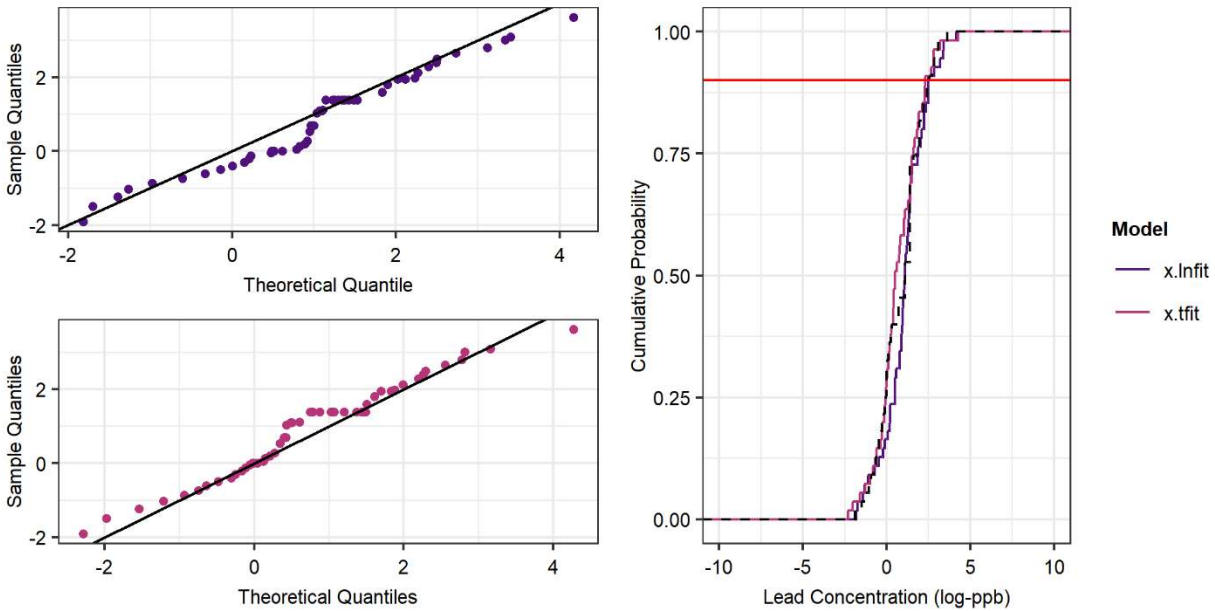 Sample Quantiles
2
0
-2
-2
0
2
4
Theoretical Quantile
Sample Quantiles
2
0
-2
-2
0
2
4
Theoretical Quantiles
Cumulative Probability
1.00
0.75
0.50
0.25
0.00
-10
-5
0
5
10
Lead Concentration (log-ppb)
Model
x.lnfit
x.tfit